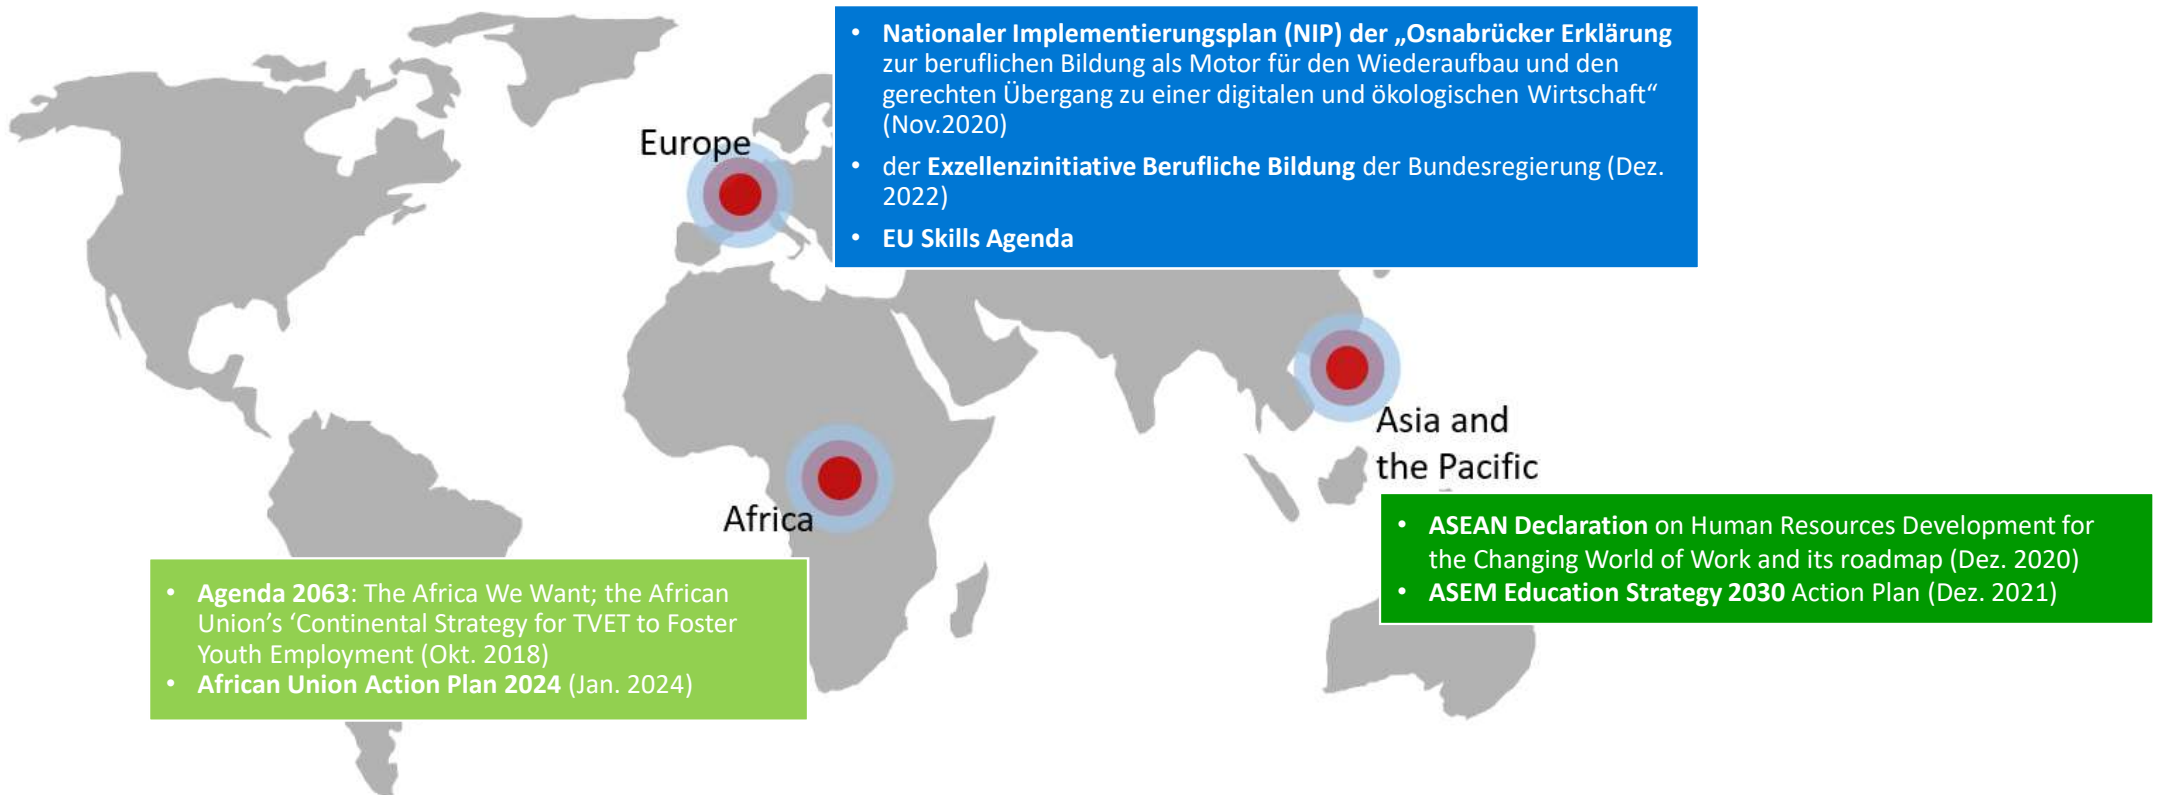 • Nationaler Implementierungsplan (NIP) der „Osnabrücker Erklärung
zur beruflichen Bildung als Motor für den Wiederaufbau und den
gerechten Übergang zu einer digitalen und ökologischen Wirtschaft“
(Nov.2020)
• der Exzellenzinitiative Berufliche Bildung der Bundesregierung (Dez.
2022)
• EU Skills Agenda
Europe
Asia and
the Pacific
Africa
• ASEAN Declaration on Human Resources Development for
the Changing World of Work and its roadmap (Dez. 2020)
• ASEM Education Strategy 2030 Action Plan (Dez. 2021)
• Agenda 2063: The Africa We Want; the African
Union’s ‘Continental Strategy for TVET to Foster
Youth Employment (Okt. 2018)
• African Union Action Plan 2024 (Jan. 2024)